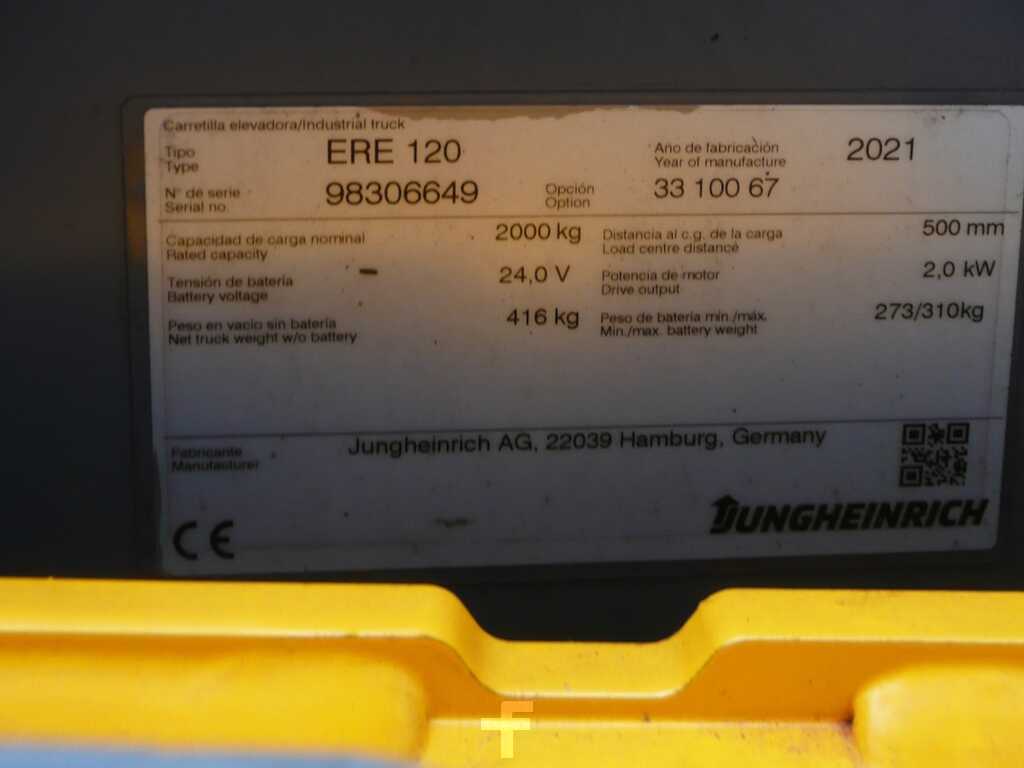 Carretilla elevadora/Industrial truck
Tipo
Type
ERE 120
Año de fabricación
Year of manufacture
2021
N° de serie
Serial no.
98306649
Opción
Option
33 100 67
Capacidad de carga nominal
Rated capacity
2000 kg
Distancia al c.g. de la carga
Load centre distance
500 mm
Tensión de batería
Battery voltage
24,0 V
Potencia de motor
Drive output
2,0 kW
Peso en vacio sin batería
Net truck weight w/o battery
416 kg
Peso de batería mín./máx.
Min./max. battery weight
273/310kg
Fabricante
Manufacturer
Jungheinrich AG, 22039 Hamburg, Germany
JUNGHEINRICH
CE